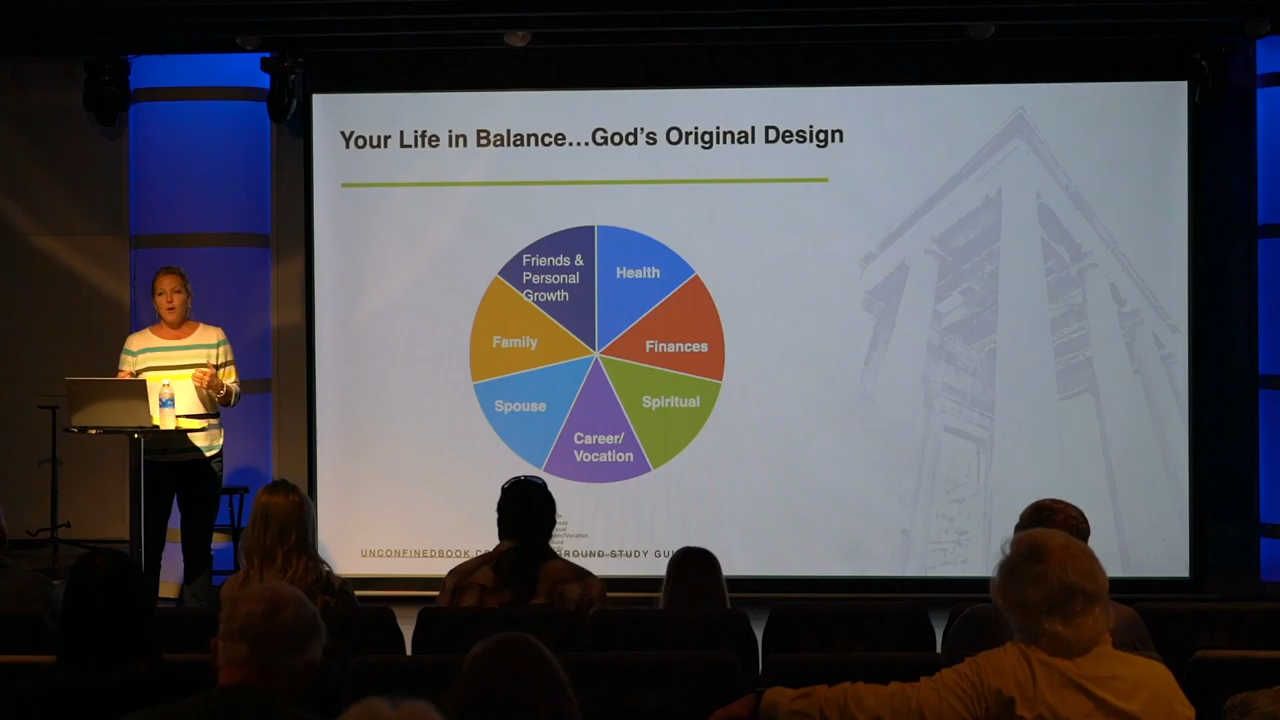 Your Life in Balance...God's Original Design
Friends &
Personal
Growth
Health
Finances
Spiritual
Career/
Vocation
Spouse
Family
UNCONFINEDBOOK.CO
ROUND STUDY GUI